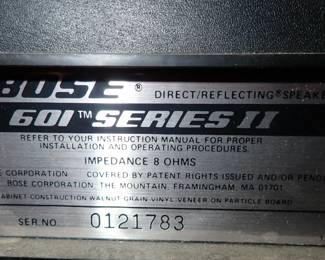 BOSE® DIRECT/REFLECTING® SPEAKE
601™ SERIES II
REFER TO YOUR INSTRUCTION MANUAL FOR PROPER
INSTALLATION AND OPERATING PROCEDURES.
IMPEDANCE 8 OHMS
E CORPORATION COVERED BY PATENT RIGHTS ISSUED AND/OR PENDI
BOSE CORPORATION, THE MOUNTAIN, FRAMINGHAM, MA 01701
CABINET CONSTRUCTION WALNUT GRAIN VINYL VENEER ON PARTICLE BOARD
SER.NO. 0121783